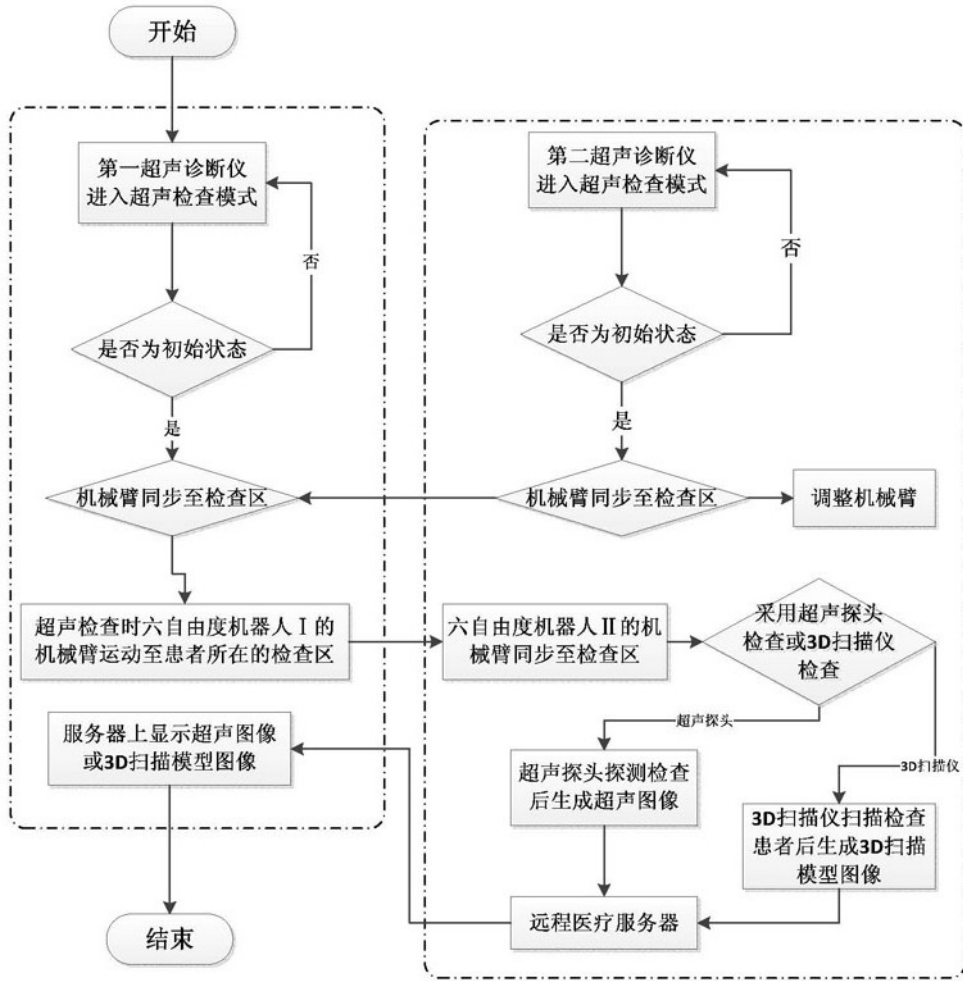 开始
第一超声诊断仪
进入超声检查模式
否
是否为初始状态
是
机械臂同步至检查区
超声检查时六自由度机器人Ⅰ的
机械臂运动至患者所在的检查区
服务器上显示超声图像
或3D扫描模型图像
结束
第二超声诊断仪
进入超声检查模式
否
是否为初始状态
是
机械臂同步至检查区
调整机械臂
六自由度机器人Ⅱ的机
械臂同步至检查区
采用超声探头
检查或3D扫描仪
检查
超声探头
3D扫描仪
超声探头探测检查
后生成超声图像
3D扫描仪扫描检查
患者后生成3D扫描
模型图像
远程医疗服务器